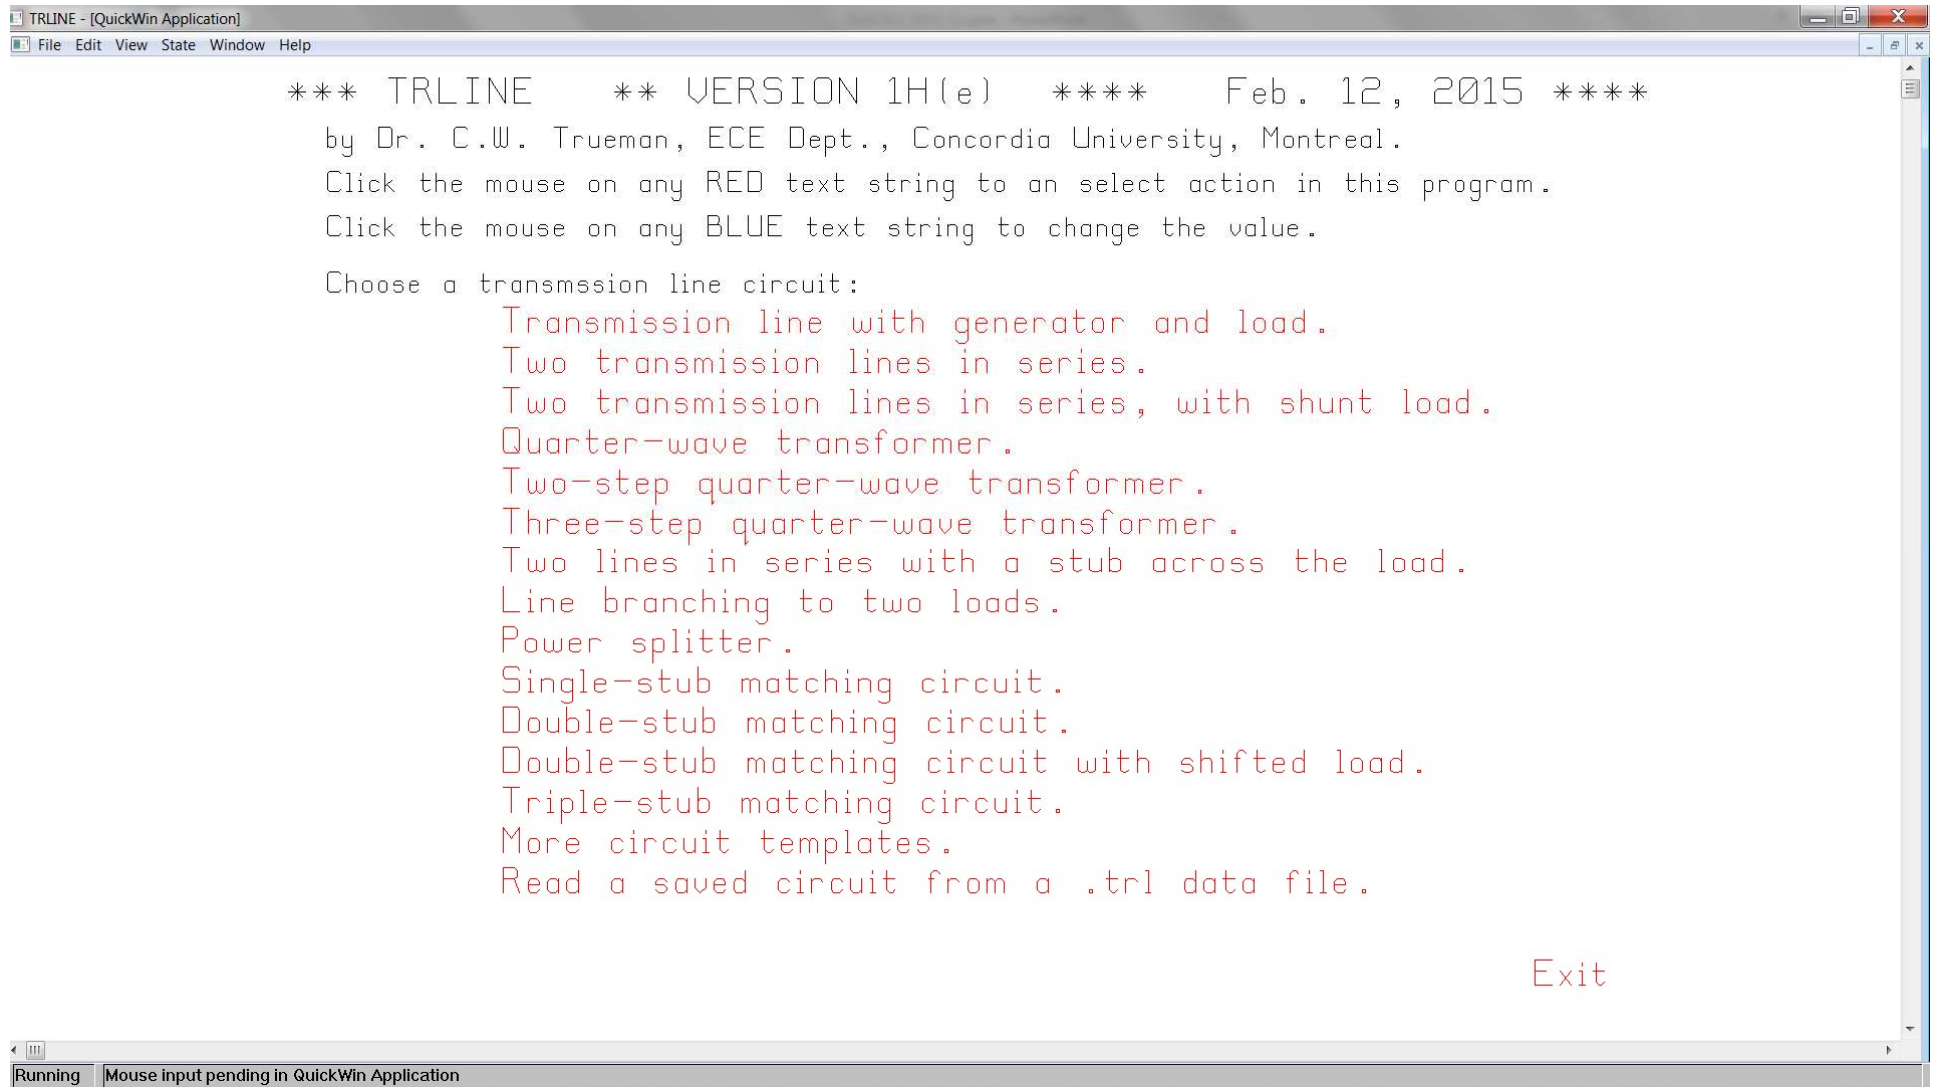 TRLINE - [QuickWin Application]
File Edit View State Window Help
*** TRLINE ** VERSION 1H(e) **** Feb. 12, 2015 ****
by Dr. C.W. Trueman, ECE Dept., Concordia University, Montreal.
Click the mouse on any RED text string to an select action in this program.
Click the mouse on any BLUE text string to change the value.
Choose a transmssion line circuit:
Transmission line with generator and load.
Two transmission lines in series.
Two transmission lines in series, with shunt load.
Quarter-wave transformer.
Two-step quarter-wave transformer.
Three-step quarter-wave transformer.
Two lines in series with a stub across the load.
Line branching to two loads.
Power splitter.
Single-stub matching circuit.
Double-stub matching circuit.
Double-stub matching circuit with shifted load.
Triple-stub matching circuit.
More circuit templates.
Read a saved circuit from a .trl data file.
Exit
Running Mouse input pending in QuickWin Application